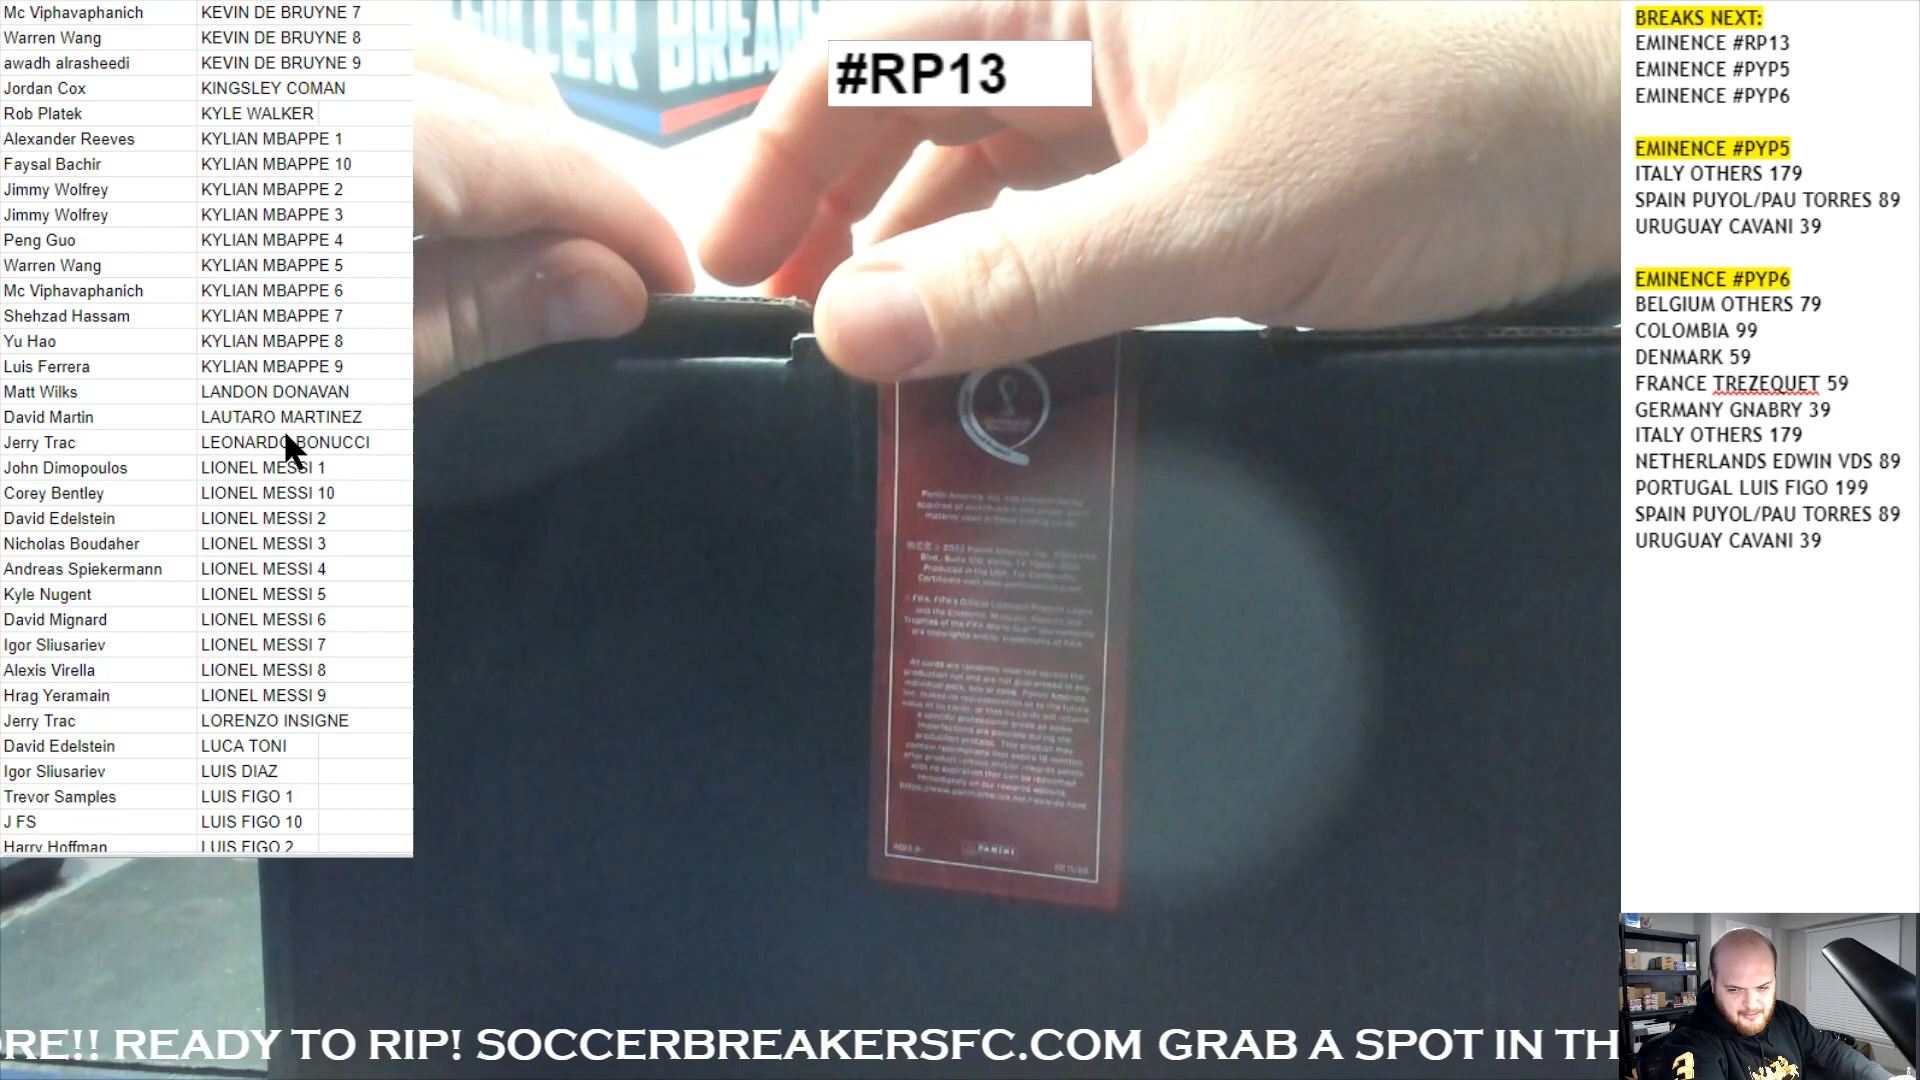 Mc Viphavaphanich KEVIN DE BRUYNE 7
Warren Wang KEVIN DE BRUYNE 8
awadh alrasheedi KEVIN DE BRUYNE 9
Jordan Cox KINGSLEY COMAN
Rob Platek KYLE WALKER
Alexander Reeves KYLIAN MBAPPE 1
Faysal Bachir KYLIAN MBAPPE 10
Jimmy Wolfrey KYLIAN MBAPPE 2
Jimmy Wolfrey KYLIAN MBAPPE 3
Peng Guo KYLIAN MBAPPE 4
Warren Wang KYLIAN MBAPPE 5
Mc Viphavaphanich KYLIAN MBAPPE 6
Shehzad Hassam KYLIAN MBAPPE 7
Yu Hao KYLIAN MBAPPE 8
Luis Ferrera KYLIAN MBAPPE 9
Matt Wilks LANDON DONAVAN
David Martin LAUTARO MARTINEZ
Jerry Trac LEONARDO BONUCCI
John Dimopoulos LIONEL MESSI 1
Corey Bentley LIONEL MESSI 10
David Edelstein LIONEL MESSI 2
Nicholas Boudaher LIONEL MESSI 3
Andreas Spiekermann LIONEL MESSI 4
Kyle Nugent LIONEL MESSI 5
David Mignard LIONEL MESSI 6
Igor Sliusariev LIONEL MESSI 7
Alexis Virella LIONEL MESSI 8
Hrag Yeramain LIONEL MESSI 9
Jerry Trac LORENZO INSIGNE
David Edelstein LUCA TONI
Igor Sliusariev LUIS DIAZ
Trevor Samples LUIS FIGO 1
J FS LUIS FIGO 10
Harry Hoffman LUIS FIGO 2
#RP13
PANINI
BREAKS NEXT:
EMINENCE #RP13
EMINENCE #PYP5
EMINENCE #PYP6
EMINENCE #PYP5
ITALY OTHERS 179
SPAIN PUYOL/PAU TORRES 89
URUGUAY CAVANI 39
EMINENCE #PYP6
BELGIUM OTHERS 79
COLOMBIA 99
DENMARK 59
FRANCE TREZEQUET 59
GERMANY GNABRY 39
ITALY OTHERS 179
NETHERLANDS EDWIN VDS 89
PORTUGAL LUIS FIGO 199
SPAIN PUYOL/PAU TORRES 89
URUGUAY CAVANI 39
RE!! READY TO RIP! SOCCERBREAKERSFC.COM GRAB A SPOT IN TH